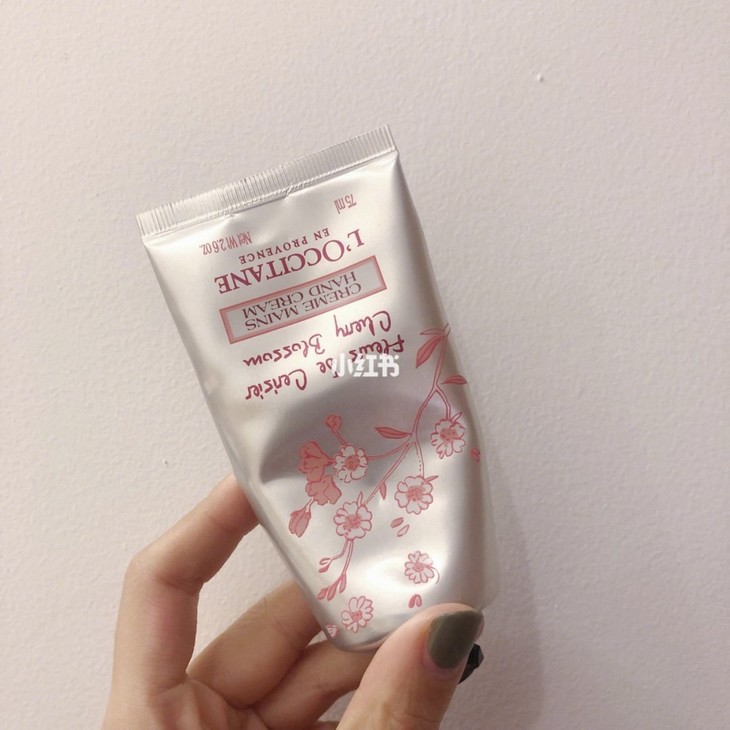 75ml Net Wt 2.6 OZ.
L'OCCITANE
EN PROVENCE
CREME MAINS
HAND CREAM
Fleurs de Cerisier
Cherry Blossom
小红书